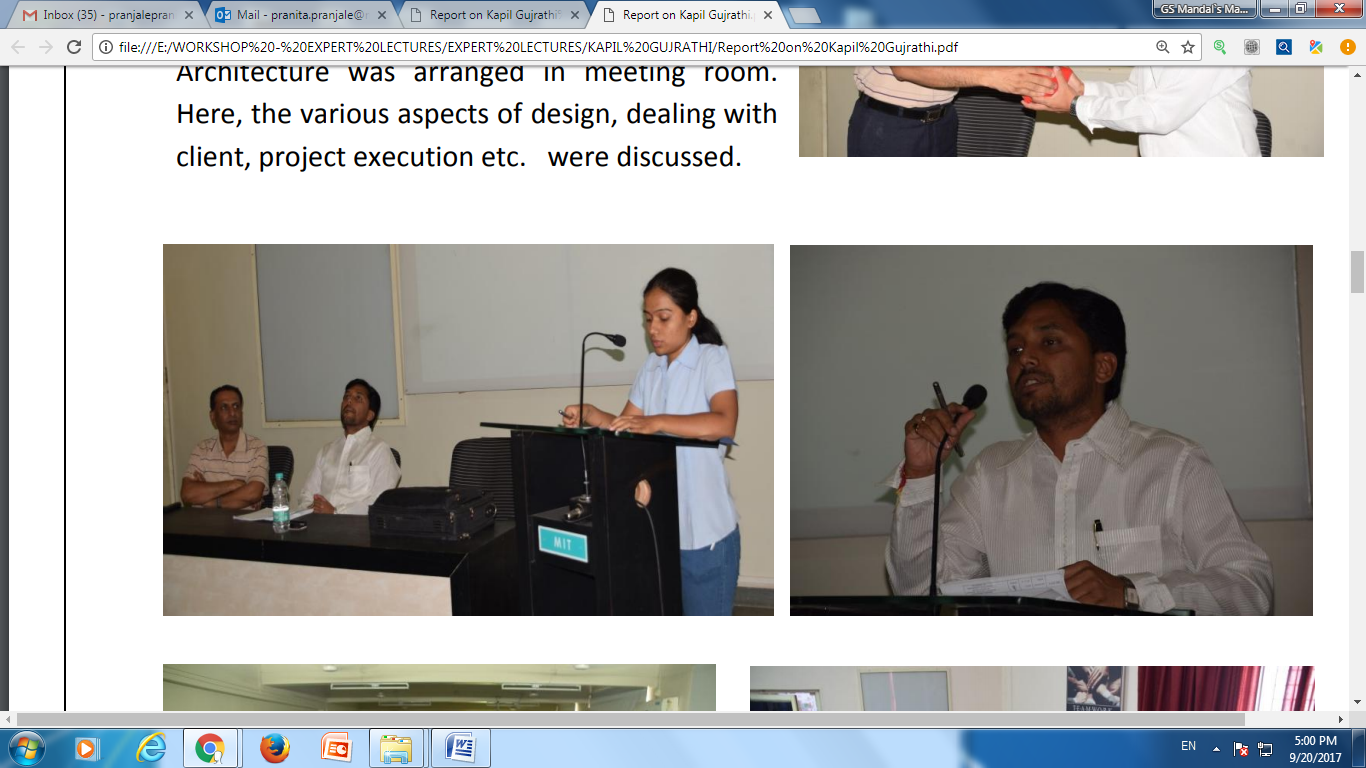 Inbox (35) - pranjalepran
Mail - pranita.pranjale@
Report on Kapil Gujrathi
Report on Kapil Gujrathi.
GS Mandal's Ma...
file:///E:/WORKSHOP%20-%20EXPERT%20LECTURES/EXPERT%20LECTURES/KAPIL%20GUJRATHI/Report%20on%20Kapil%20Gujrathi.pdf
Architecture was arranged in meeting room.
Here, the various aspects of design, dealing with
client, project execution etc. were discussed.
MIT
TEAMWORK
EN
5:00 PM
9/20/2017